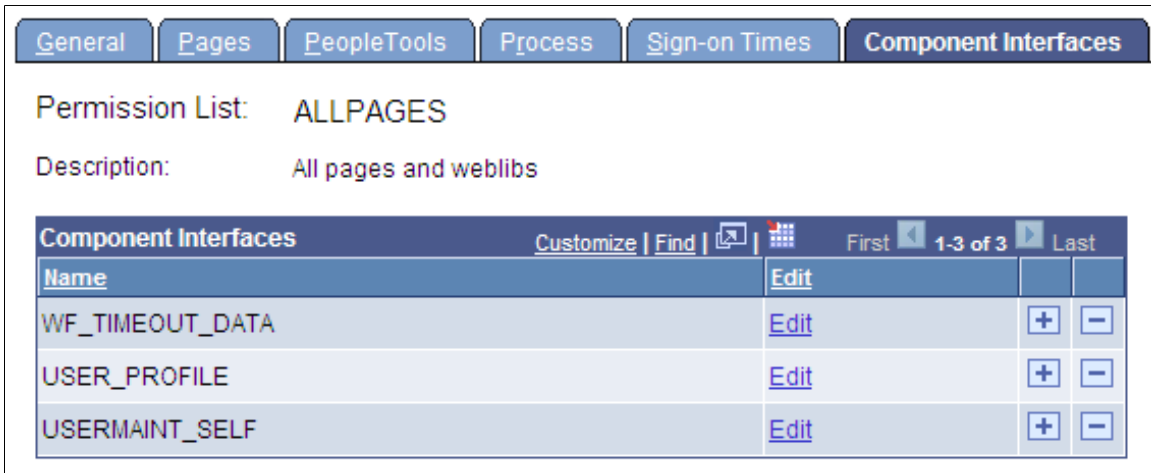 General Pages PeopleTools Process Sign-on Times Component Interfaces
Permission List: ALLPAGES
Description: All pages and weblibs
Component Interfaces Customize | Find | | First 1-3 of 3 Last
Name Edit
WF_TIMEOUT_DATA Edit + −
USER_PROFILE Edit + −
USERMAINT_SELF Edit + −